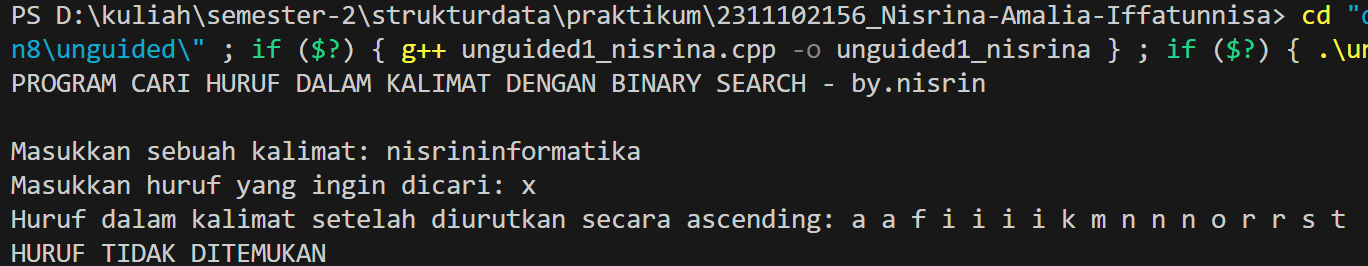 PS D:\kuliah\semester-2\strukturdata\praktikum\2311102156_Nisrina-Amalia-Iffatunnisa> cd "
n8\unguided\" ; if ($?) { g++ unguided1_nisrina.cpp -o unguided1_nisrina } ; if ($?) { .\un
PROGRAM CARI HURUF DALAM KALIMAT DENGAN BINARY SEARCH - by.nisrin
Masukkan sebuah kalimat: nisrininformatika
Masukkan huruf yang ingin dicari: x
Huruf dalam kalimat setelah diurutkan secara ascending: a a f i i i i k m n n n o r r s t
HURUF TIDAK DITEMUKAN